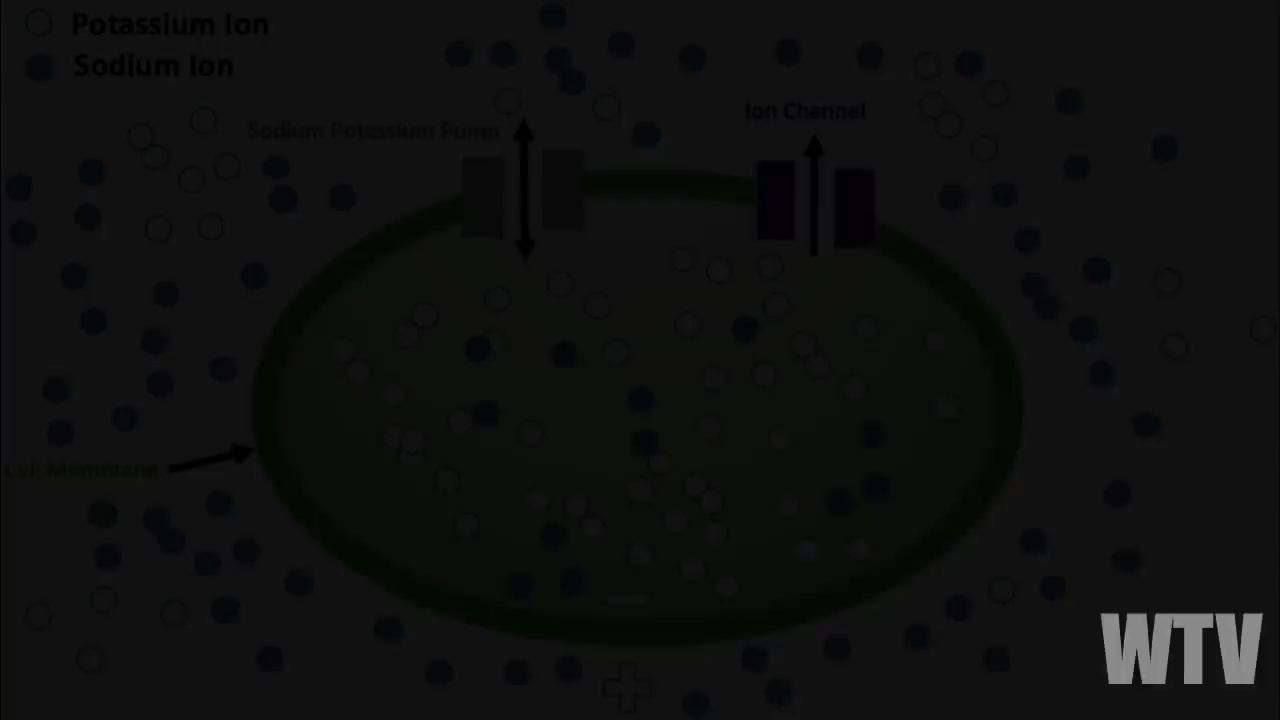 Potassium Ion
Sodium Ion
Ion Channel
Sodium Potassium Pump
Cell Membrane
WTV